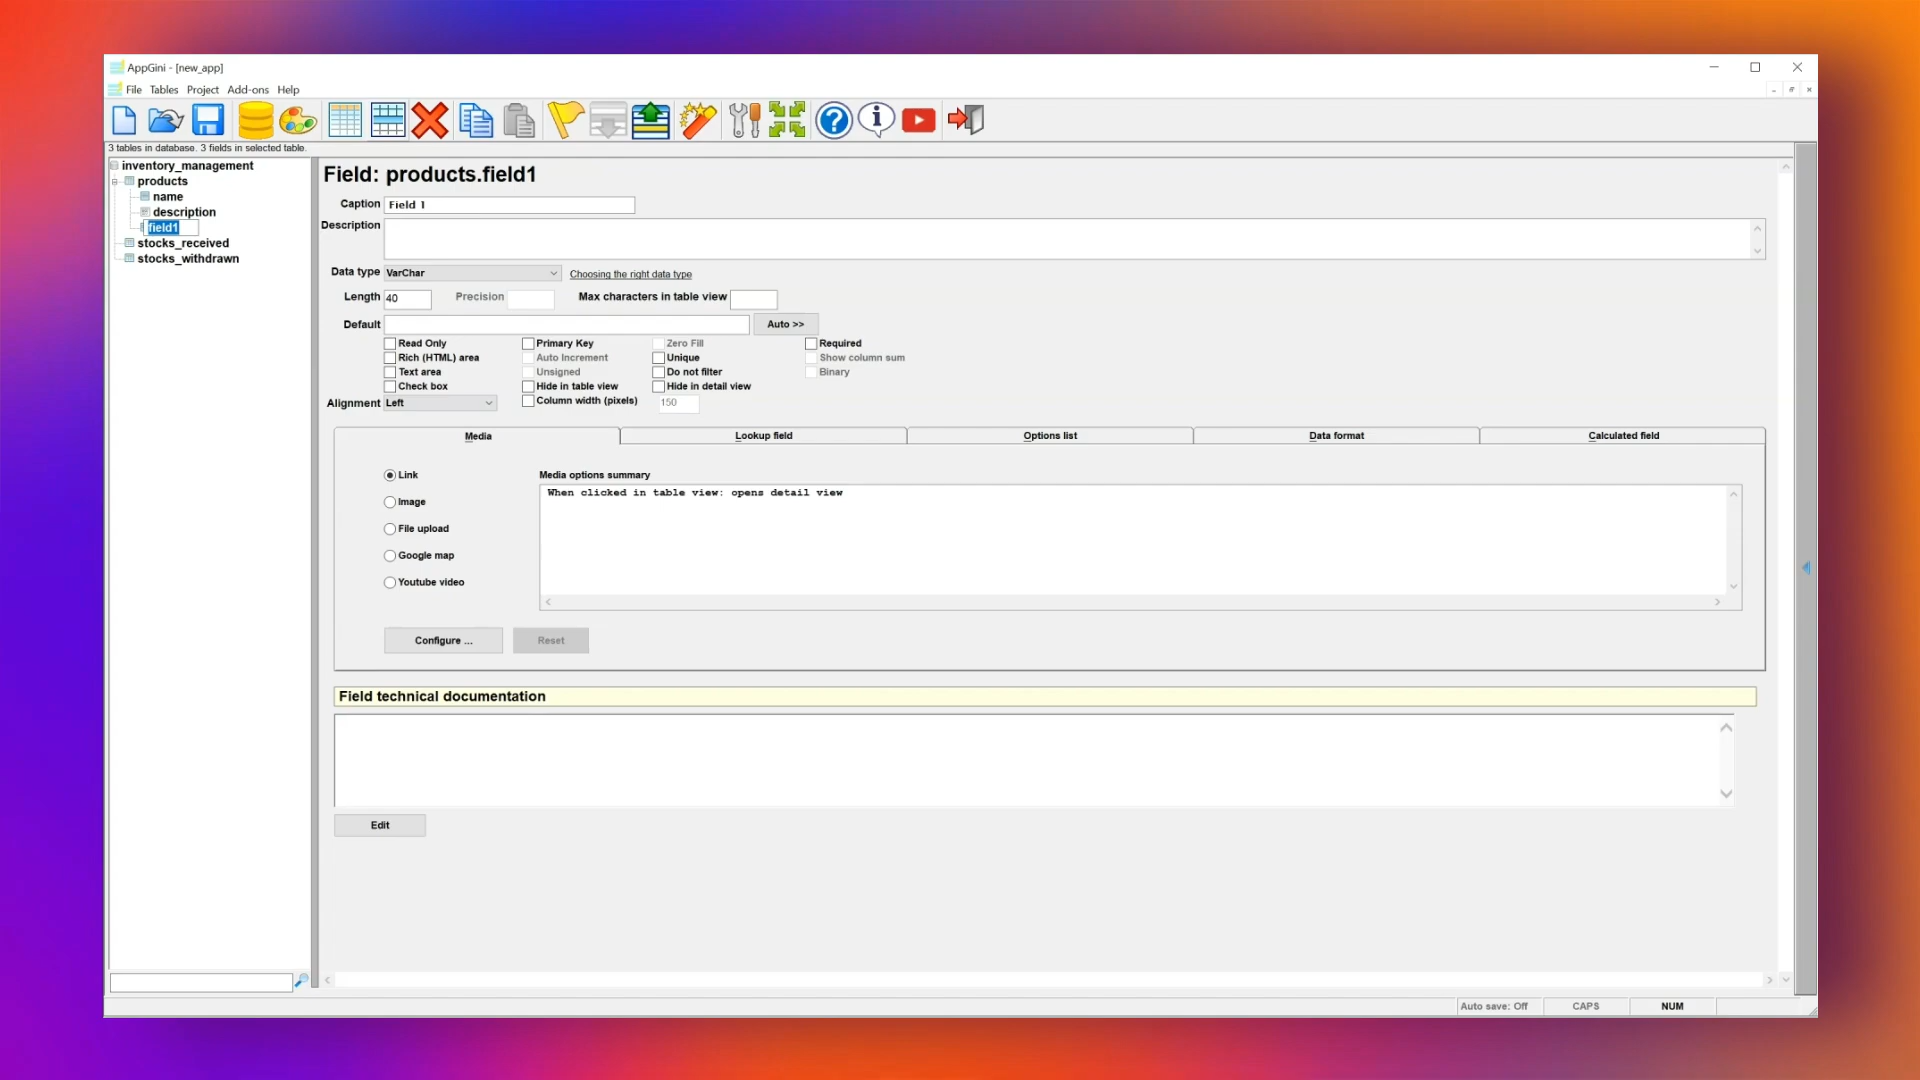 AppGini - [new_app]
File Tables Project Add-ons Help
3 tables in database. 3 fields in selected table.
inventory_management
products
name
description
field1
stocks_received
stocks_withdrawn
Field: products.field1
Caption Field 1
Description
Data type VarChar Choosing the right data type
Length 40 Precision Max characters in table view
Default Auto >>
Read Only Primary Key Zero Fill Required
Rich (HTML) area Auto Increment Unique Show column sum
Text area Unsigned Do not filter Binary
Check box Hide in table view Hide in detail view
Alignment Left Column width (pixels) 150
Media Lookup field Options list Data format Calculated field
Link
Image
File upload
Google map
Youtube video
Media options summary
When clicked in table view: opens detail view
Configure ... Reset
Field technical documentation
Edit
Auto save: Off CAPS NUM